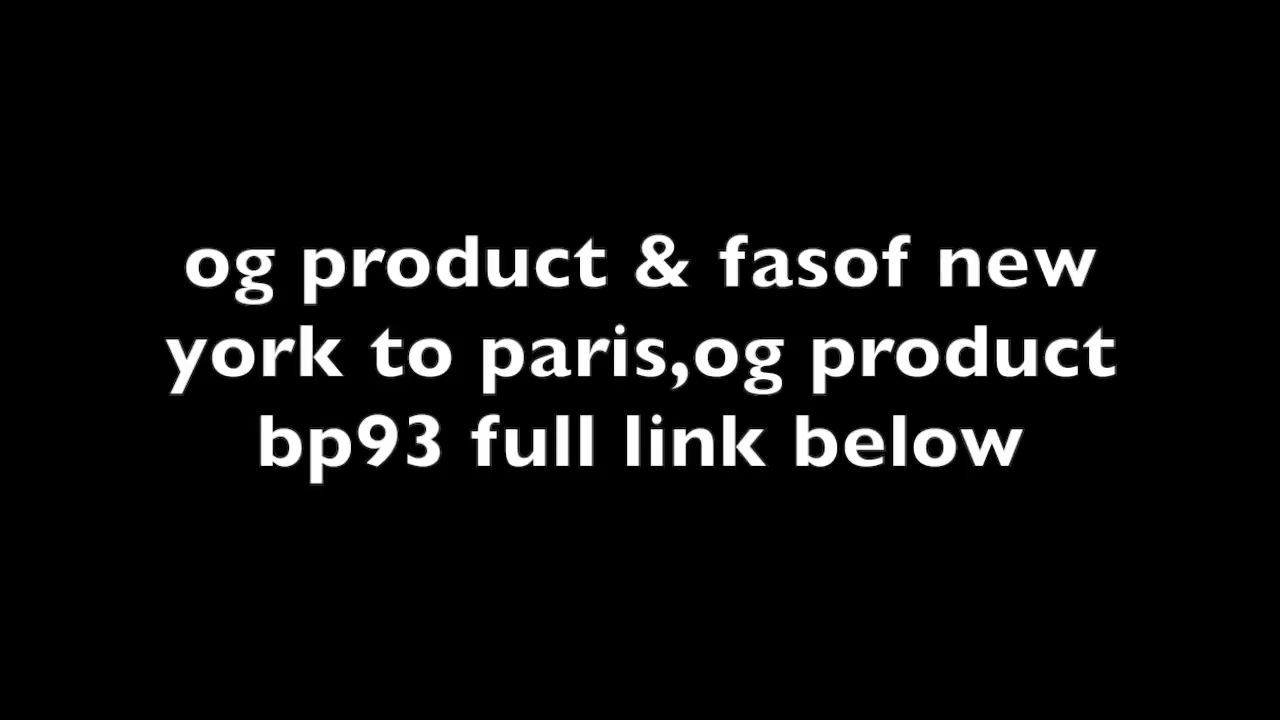 og product & fasof new
york to paris,og product
bp93 full link below